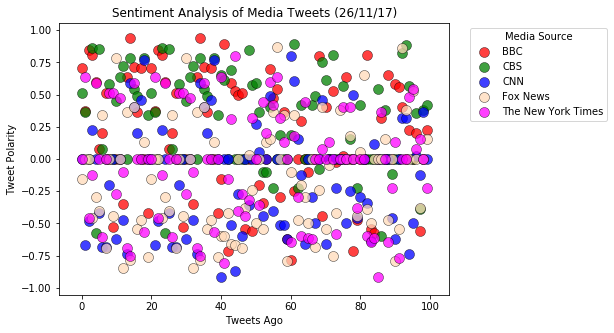 Sentiment Analysis of Media Tweets (26/11/17)
Media Source
BBC
CBS
CNN
Fox News
The New York Times
Tweet Polarity
1.00
0.75
0.50
0.25
0.00
−0.25
−0.50
−0.75
−1.00
0 20 40 60 80 100
Tweets Ago